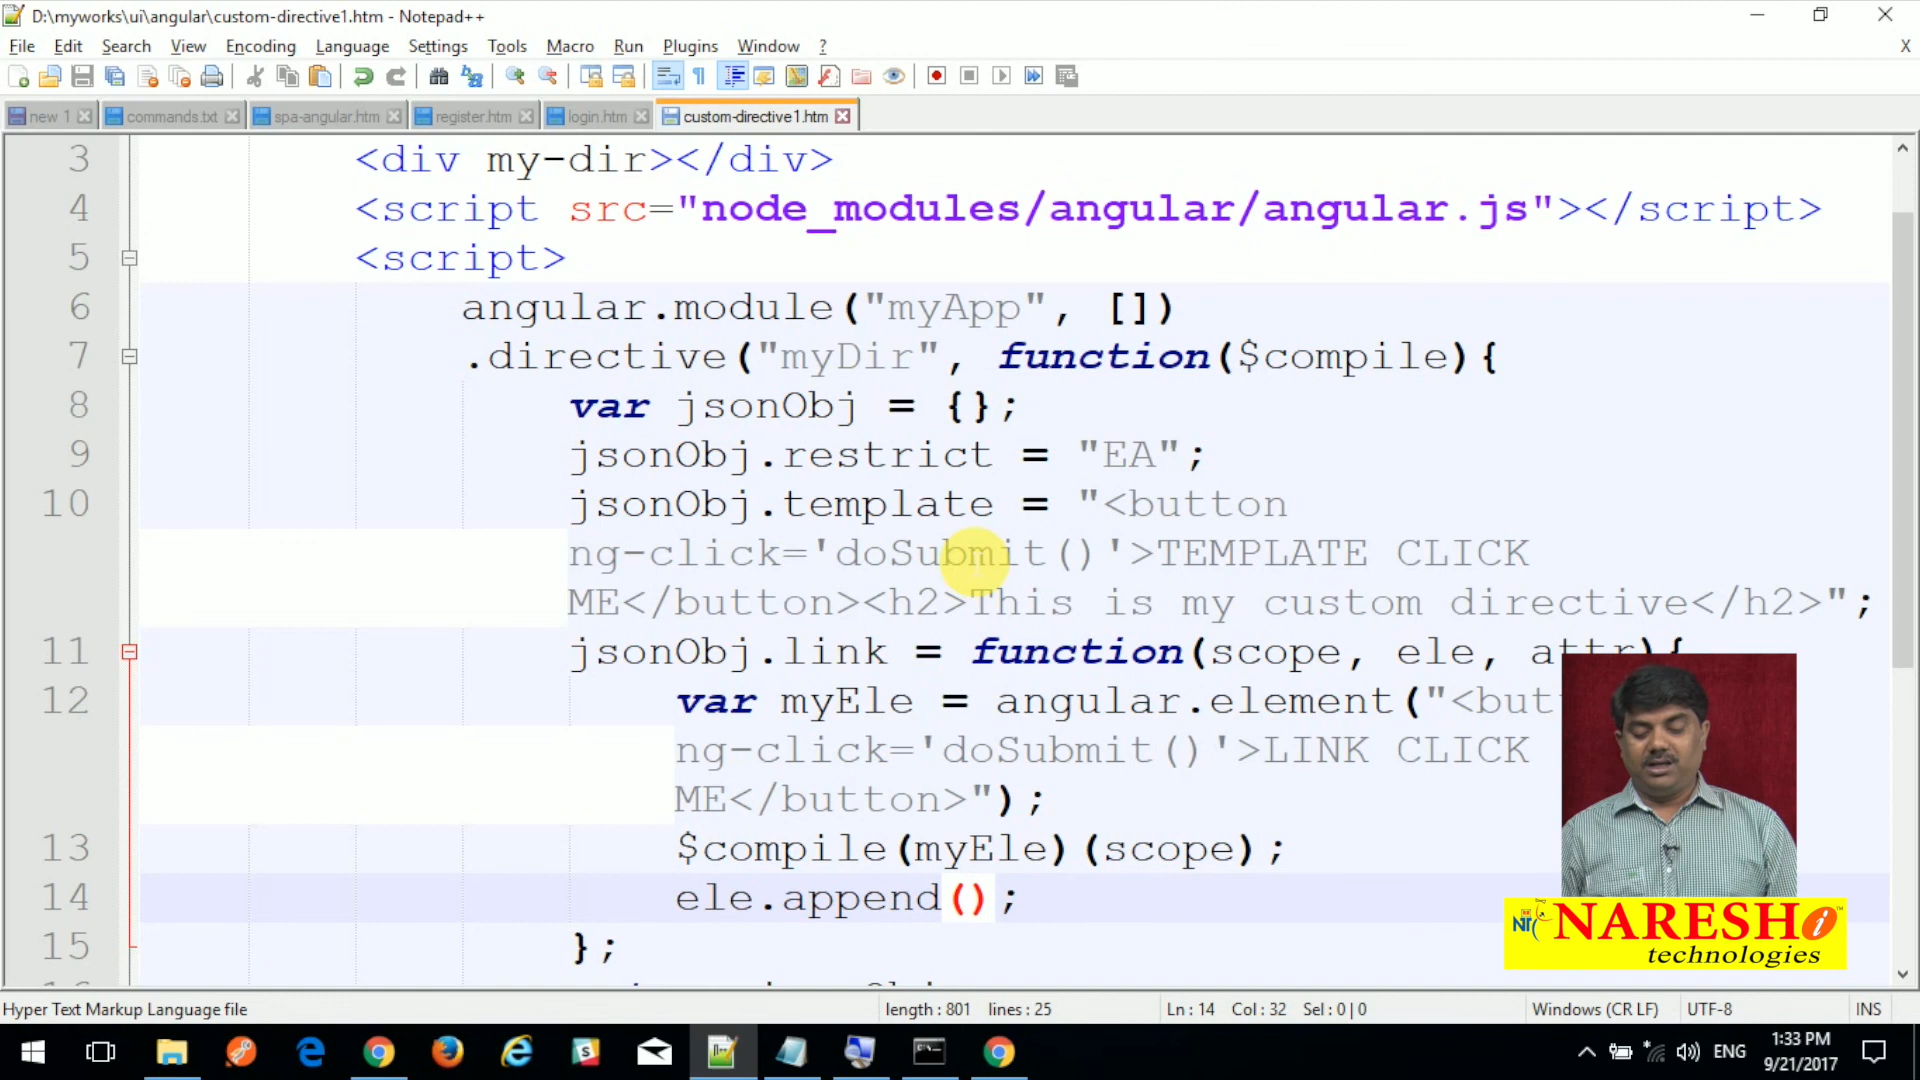 D:\myworks\ui\angular\custom-directive1.htm - Notepad++
File Edit Search View Encoding Language Settings Tools Macro Run Plugins Window ? X
new 1 commands.txt spa-angular.htm register.htm login.htm custom-directive1.htm
3 <div my-dir></div>
4 <script src="node_modules/angular/angular.js"></script>
5 <script>
6 angular.module("myApp", [])
7 .directive("myDir", function($compile){
8 var jsonObj = {};
9 jsonObj.restrict = "EA";
10 jsonObj.template = "<button
ng-click='doSubmit()'>TEMPLATE CLICK
ME</button><h2>This is my custom directive</h2>";
11 jsonObj.link = function(scope, ele, attr){
12 var myEle = angular.element("<but
ng-click='doSubmit()'>LINK CLICK
ME</button>");
13 $compile(myEle)(scope);
14 ele.append();
15 };
NARESH i
technologies
Hyper Text Markup Language file length : 801 lines : 25 Ln : 14 Col : 32 Sel : 0 | 0 Windows (CR LF) UTF-8 INS
ENG 1:33 PM
9/21/2017